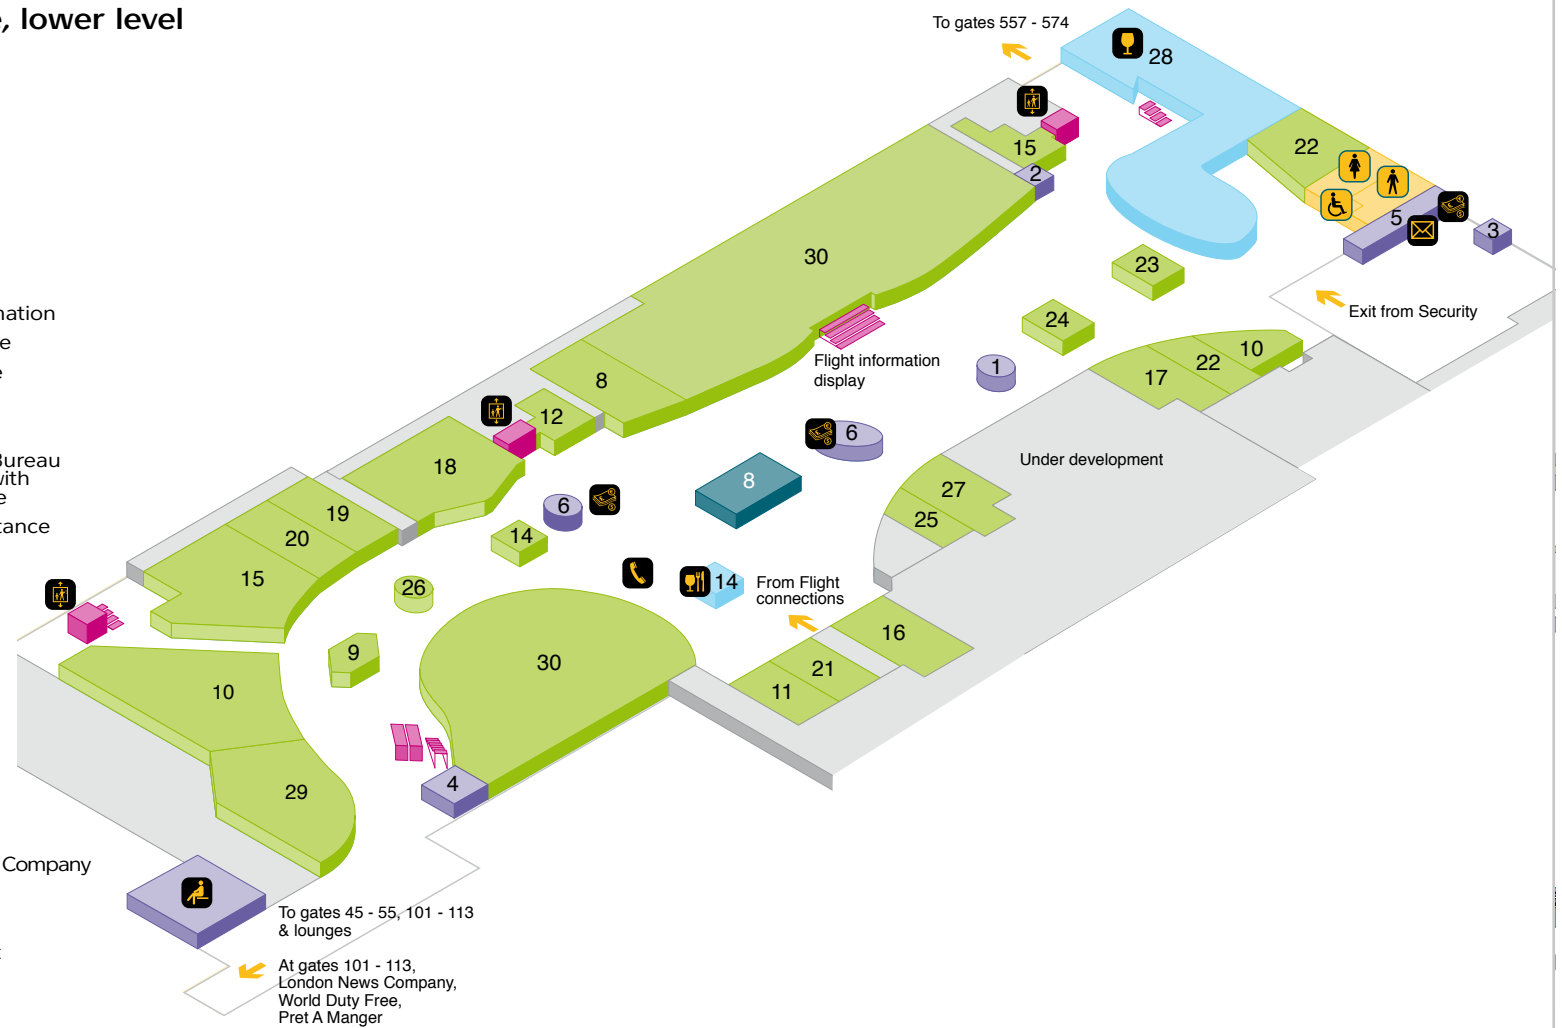 , lower level
To gates 557 - 574
28
22
15
2
5
3
30
23
Exit from Security
24
10
22
17
1
Flight information
display
8
12
6
Under development
18
8
27
6
19
25
14
20
15
26
14
From Flight
connections
16
9
30
21
11
10
4
29
Company
To gates 45 - 55, 101 - 113
& lounges
At gates 101 - 113,
London News Company,
World Duty Free,
Pret A Manger